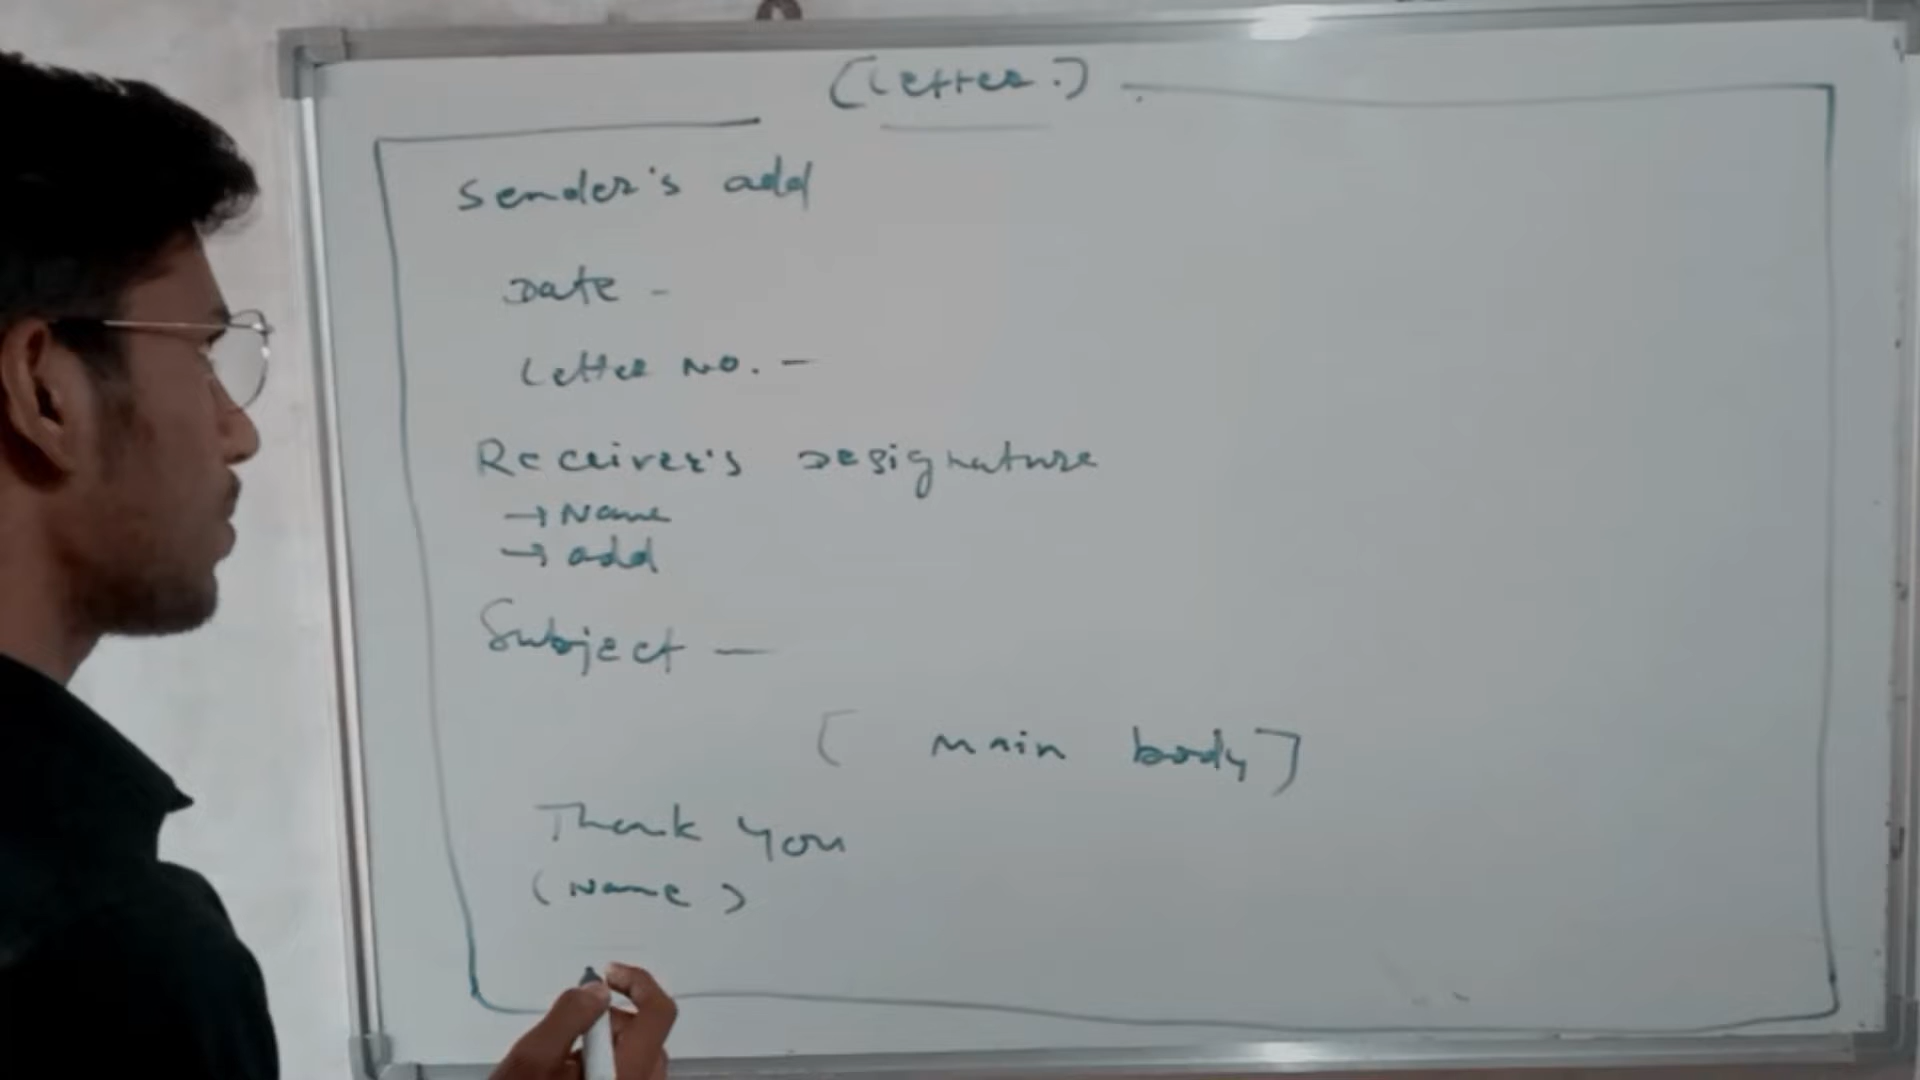 (Letter.)
Sender's add
Date -
Letter No. -
Receiver's Designature
→ Name
→ add
Subject -
[ Main body ]
Thank You
(Name)